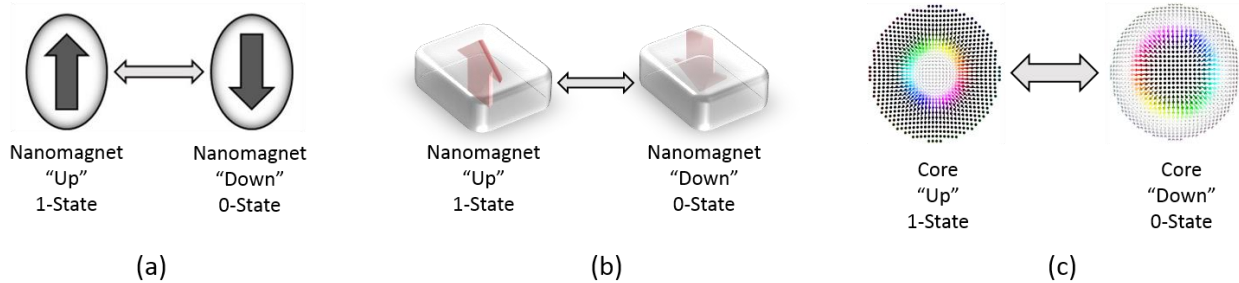 Nanomagnet
“Up”
1-State
Nanomagnet
“Down”
0-State
(a)
Nanomagnet
“Up”
1-State
Nanomagnet
“Down”
0-State
(b)
Core
“Up”
1-State
Core
“Down”
0-State
(c)